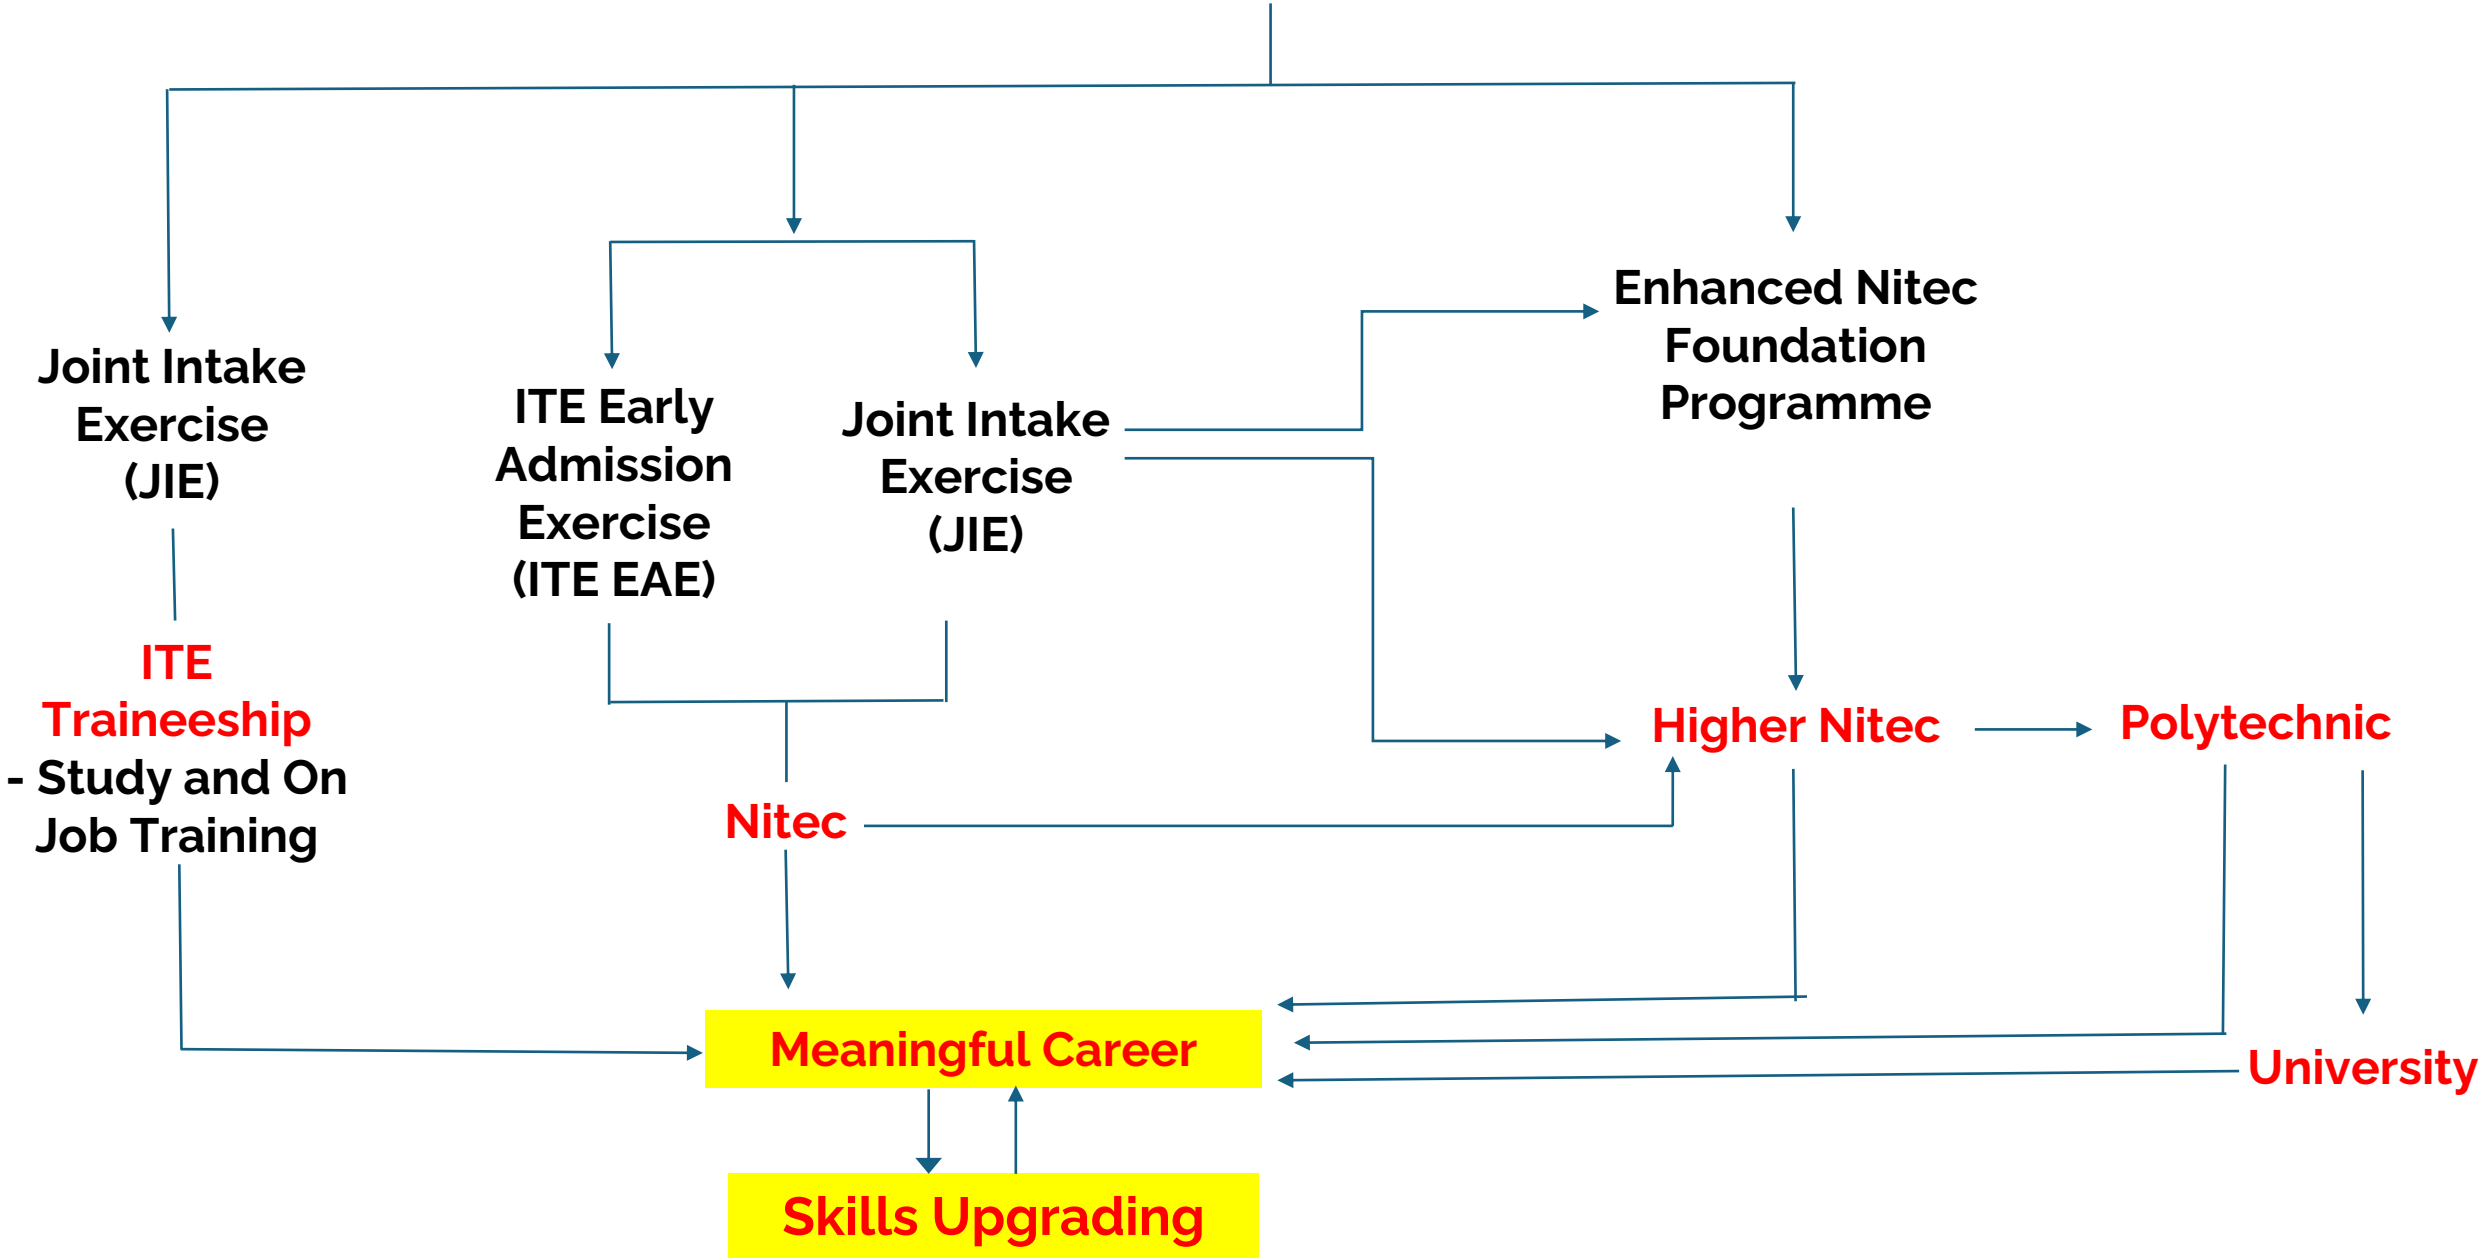 Joint Intake
Exercise
(JIE)
ITE
Traineeship
- Study and On
Job Training
ITE Early
Admission
Exercise
(ITE EAE)
Joint Intake
Exercise
(JIE)
Nitec
Enhanced Nitec
Foundation
Programme
Higher Nitec
Polytechnic
University
Meaningful Career
Skills Upgrading